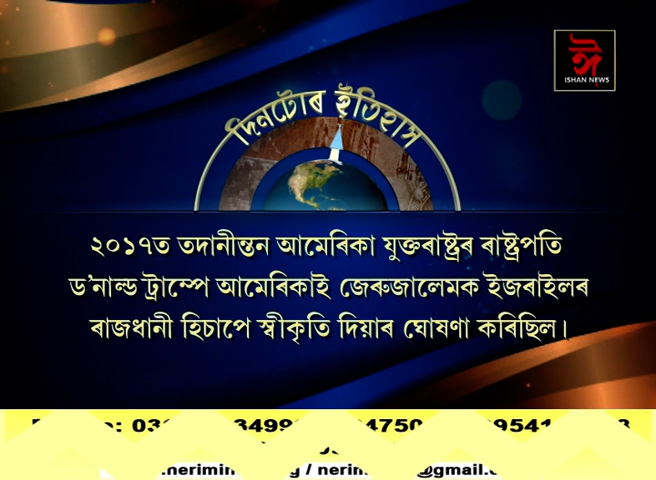 ঈ
ISHAN NEWS
দিনটোৰ ইতিহাস
২০১৭ত তদানীন্তন আমেৰিকা যুক্তৰাষ্ট্ৰৰ ৰাষ্ট্ৰপতি
ড'নাল্ড ট্ৰাম্পে আমেৰিকাই জেৰুজালেমক ইজৰাইলৰ
ৰাজধানী হিচাপে স্বীকৃতি দিয়াৰ ঘোষণা কৰিছিল।